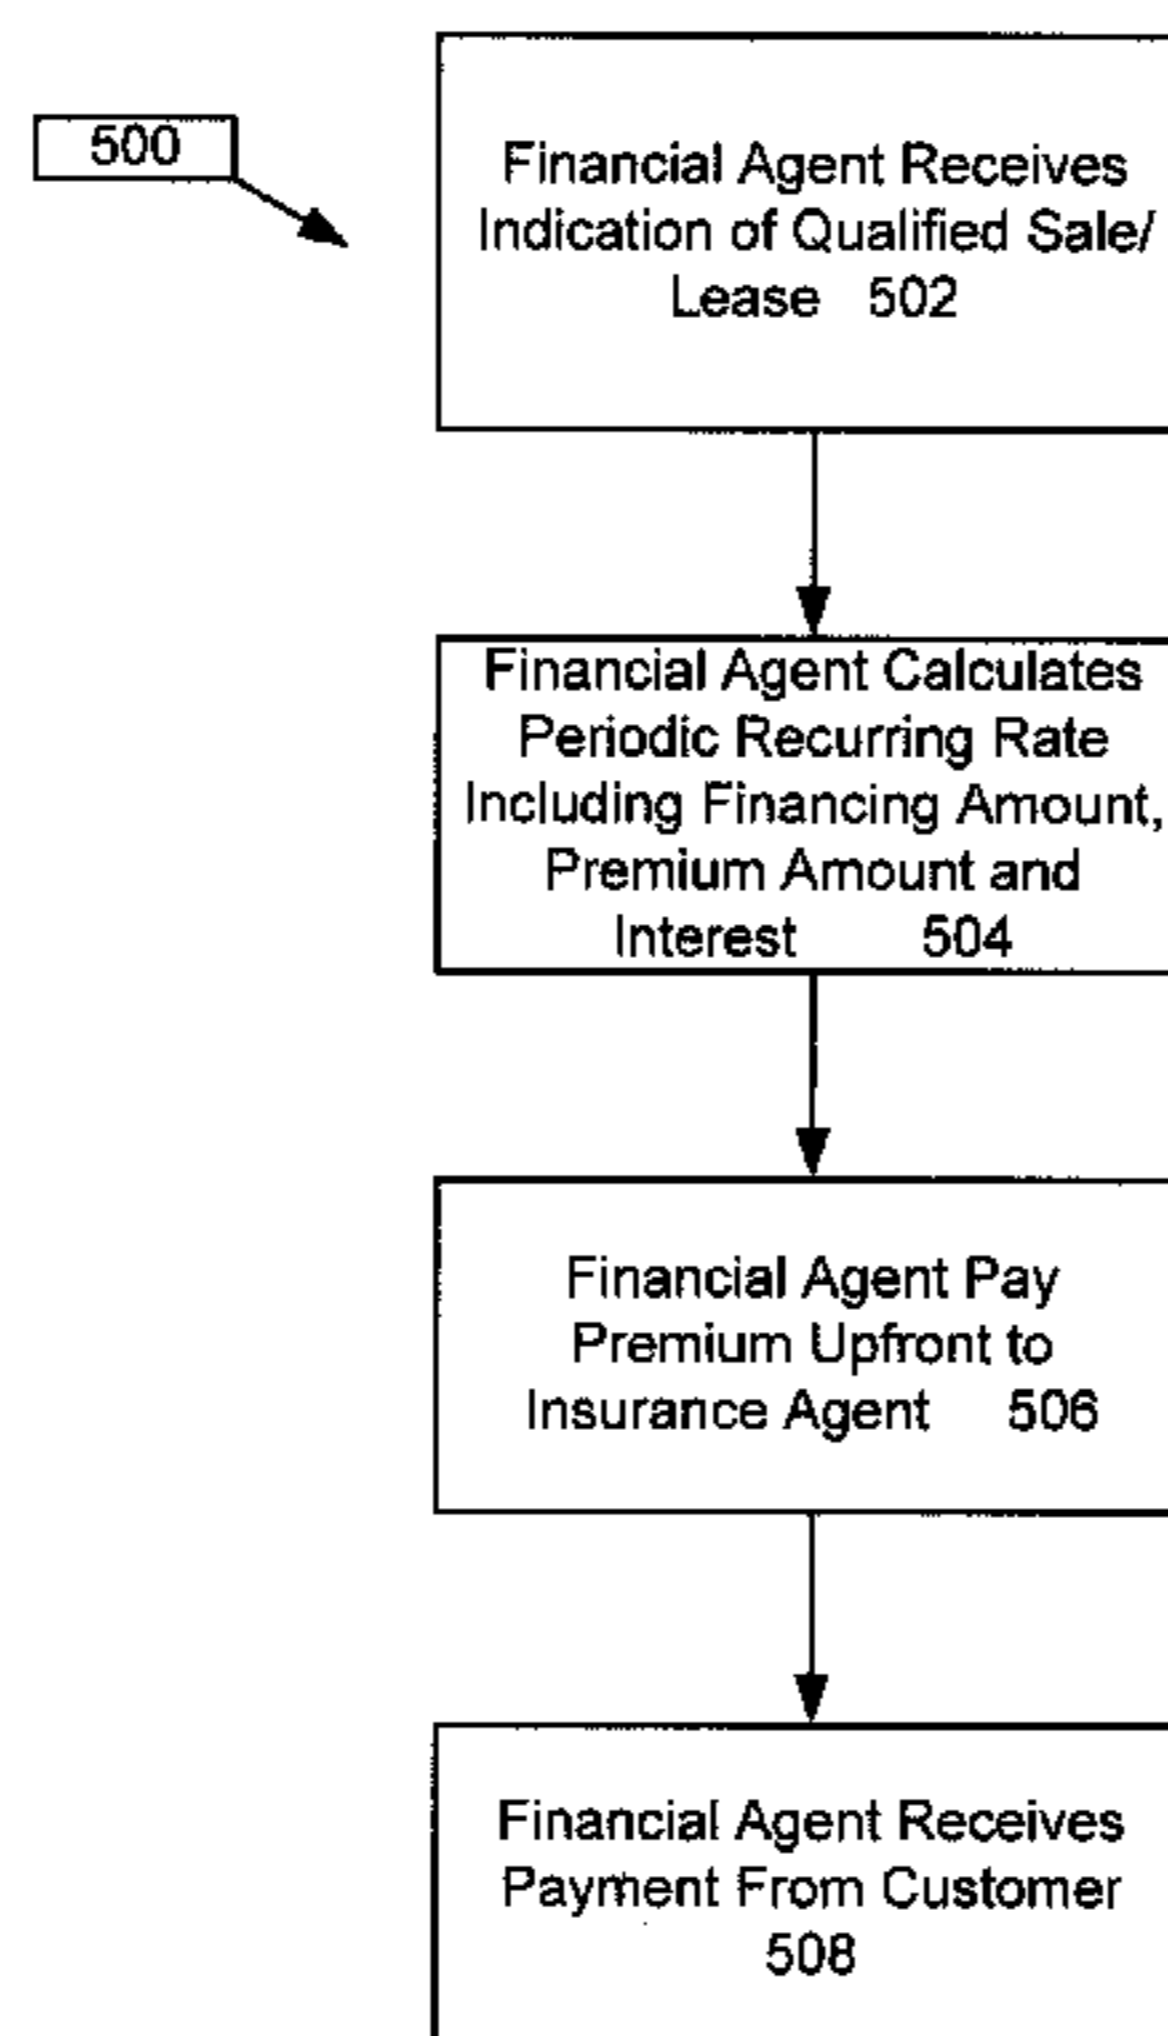 500
Financial Agent Receives
Indication of Qualified Sale/
Lease 502
Financial Agent Calculates
Periodic Recurring Rate
Including Financing Amount,
Premium Amount and
Interest 504
Financial Agent Pay
Premium Upfront to
Insurance Agent 506
Financial Agent Receives
Payment From Customer
508